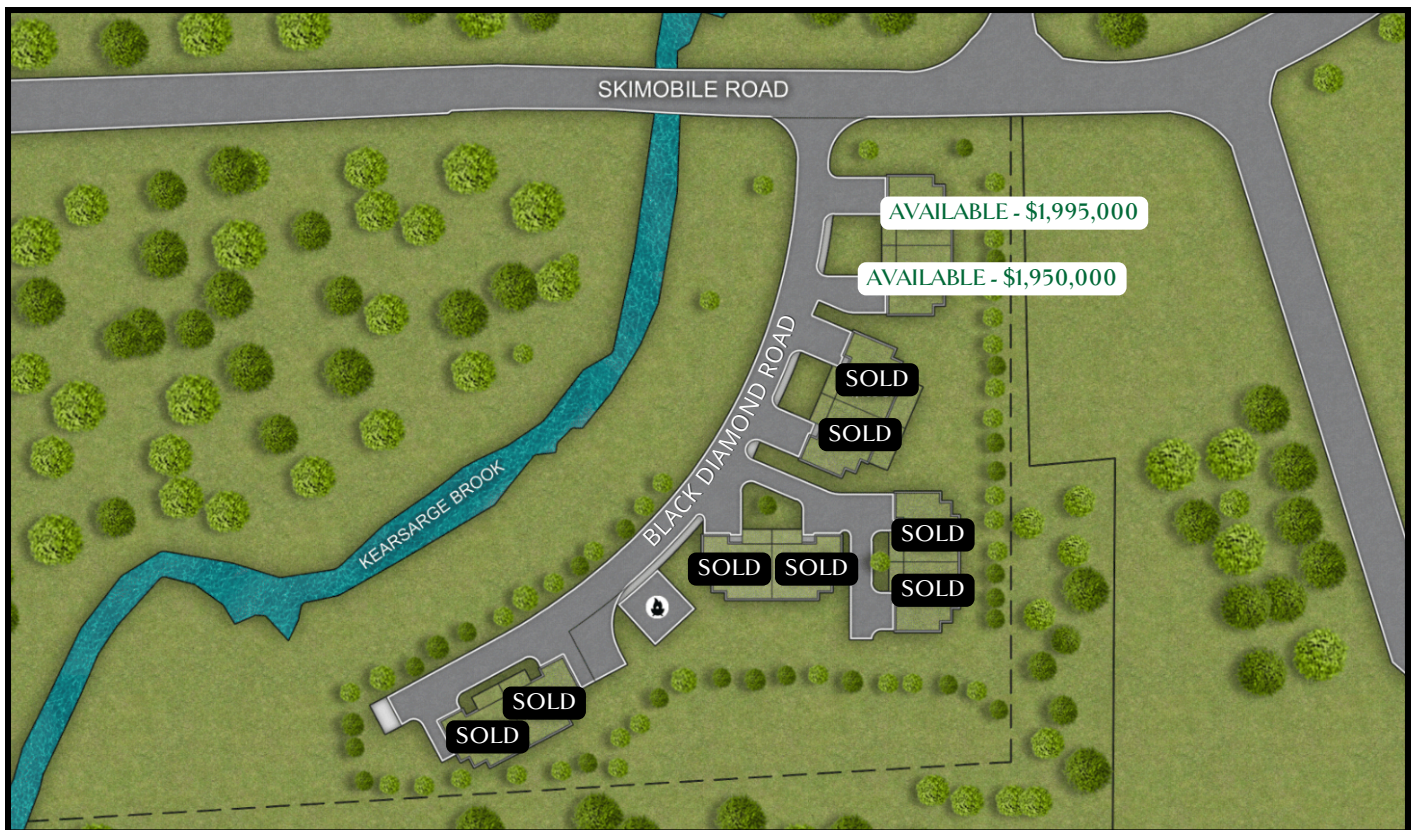 SKIMOBILE ROAD
AVAILABLE - $1,995,000
AVAILABLE - $1,950,000
BLACK DIAMOND ROAD
SOLD
SOLD
KEARSARGE BROOK
SOLD
SOLD
SOLD
SOLD
SOLD
SOLD